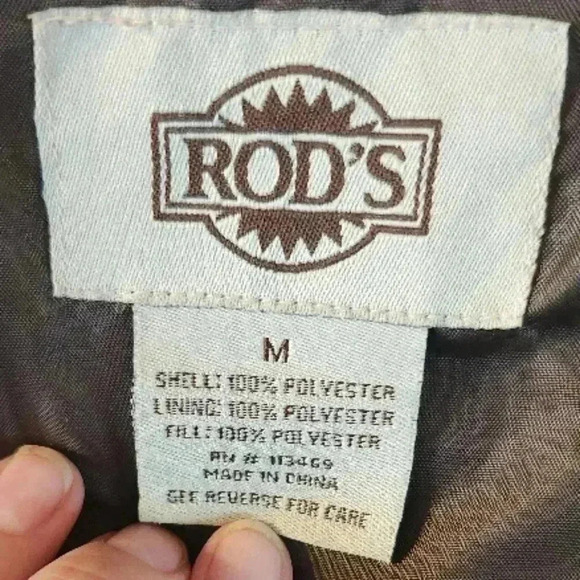 ROD'S
M
SHELL: 100% POLYESTER
LINING: 100% POLYESTER
FILL: 100% POLYESTER
RN # 113469
MADE IN CHINA
SEE REVERSE FOR CARE